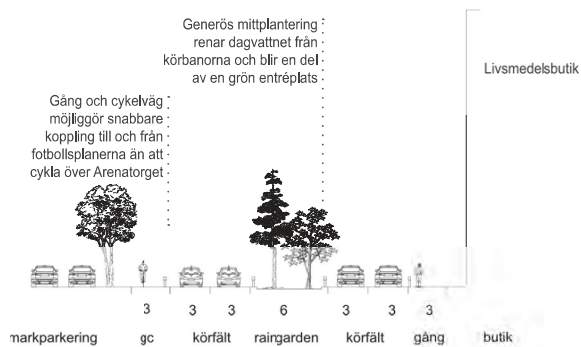 Generös mittplantering
renar dagvattnet från
körbanorna och blir en del
av en grön entréplats
Livsmedelsbutik
Gång och cykelväg
möjliggör snabbare
koppling till och från
fotbollsplanerna än att
cykla över Arenatorget
3 3 3 6 3 3 3
markparkering gc körfält raingarden körfält gång butik